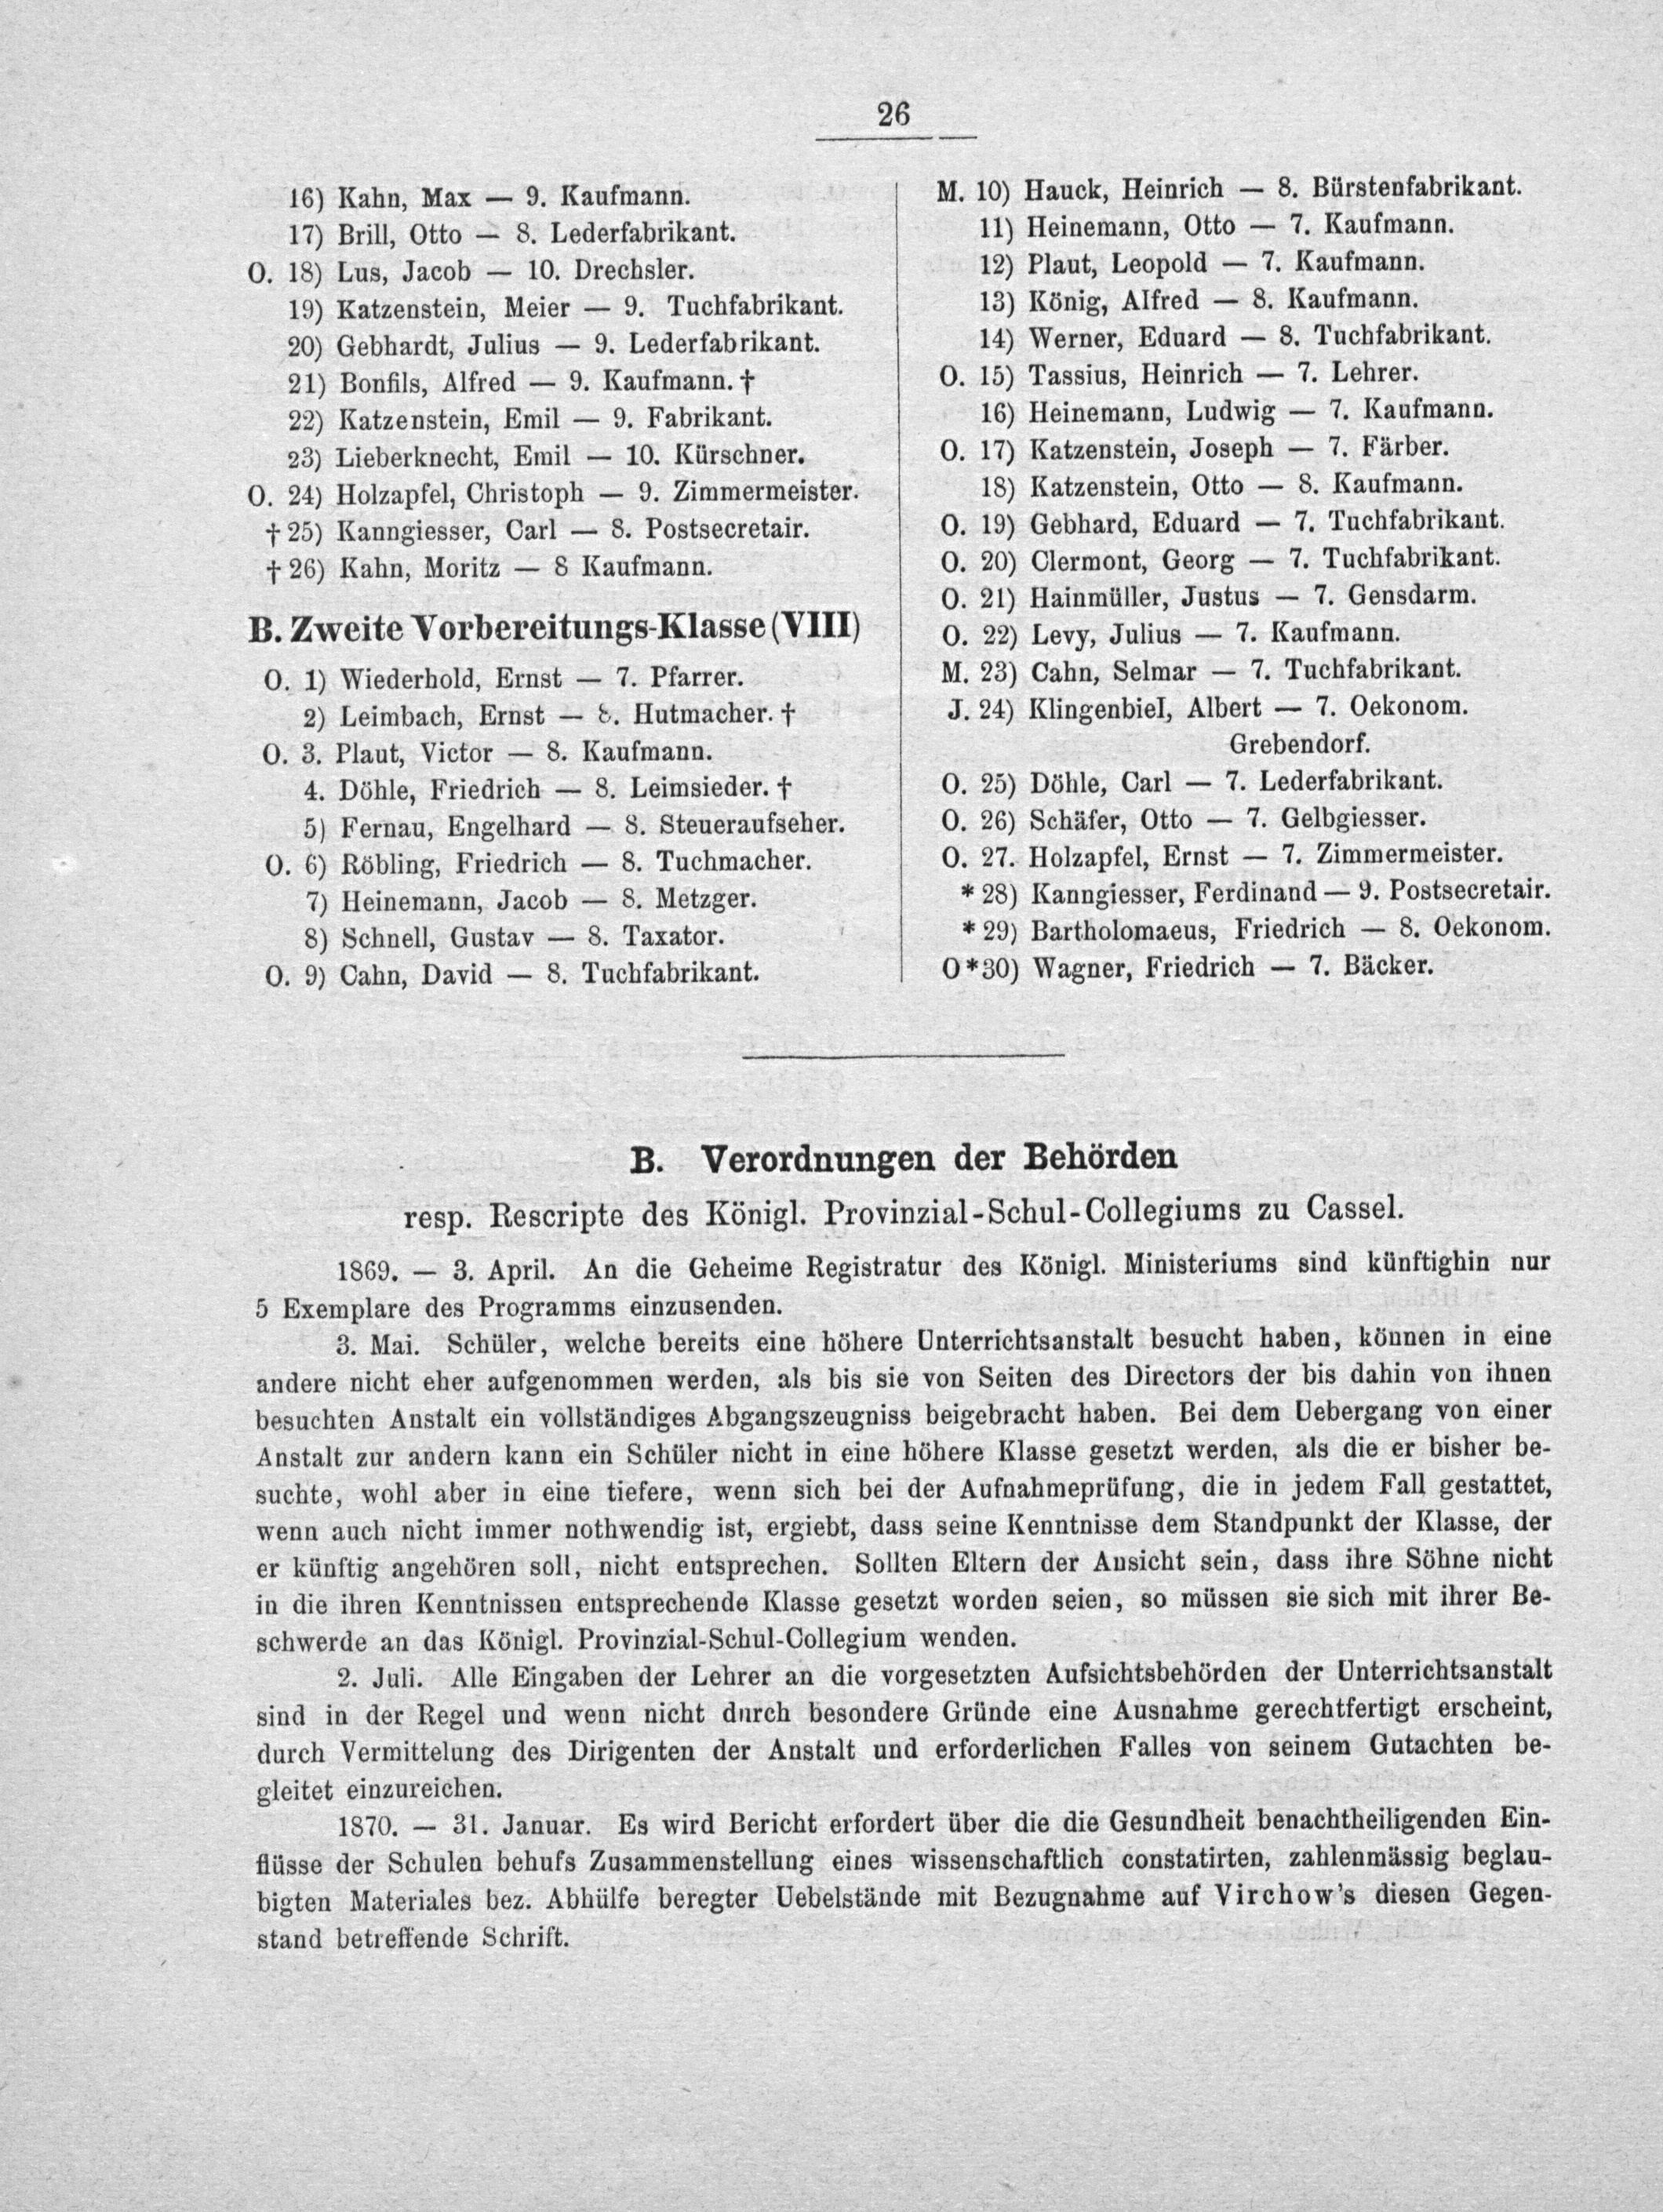 26
16) Kahn, Max — 9. Kaufmann.
17) Brill, Otto — 8. Lederfabrikant.
O. 18) Lus, Jacob — 10. Drechsler.
19) Katzenstein, Meier — 9. Tuchfabrikant.
20) Gebhardt, Julius — 9. Lederfabrikant.
21) Bonfils, Alfred — 9. Kaufmann. †
22) Katzenstein, Emil — 9. Fabrikant.
23) Lieberknecht, Emil — 10. Kürschner.
O. 24) Holzapfel, Christoph — 9. Zimmermeister.
† 25) Kanngiesser, Carl — 8. Postsecretair.
† 26) Kahn, Moritz — 8 Kaufmann.
B. Zweite Vorbereitungs-Klasse (VIII)
O. 1) Wiederhold, Ernst — 7. Pfarrer.
2) Leimbach, Ernst — 8. Hutmacher. †
O. 3. Plaut, Victor — 8. Kaufmann.
4. Döhle, Friedrich — 8. Leimsieder. †
5) Fernau, Engelhard — 8. Steueraufseher.
O. 6) Röbling, Friedrich — 8. Tuchmacher.
7) Heinemann, Jacob — 8. Metzger.
8) Schnell, Gustav — 8. Taxator.
O. 9) Cahn, David — 8. Tuchfabrikant.
M. 10) Hauck, Heinrich — 8. Bürstenfabrikant.
11) Heinemann, Otto — 7. Kaufmann.
12) Plaut, Leopold — 7. Kaufmann.
13) König, Alfred — 8. Kaufmann.
14) Werner, Eduard — 8. Tuchfabrikant.
O. 15) Tassius, Heinrich — 7. Lehrer.
16) Heinemann, Ludwig — 7. Kaufmann.
O. 17) Katzenstein, Joseph — 7. Färber.
18) Katzenstein, Otto — 8. Kaufmann.
O. 19) Gebhard, Eduard — 7. Tuchfabrikant.
O. 20) Clermont, Georg — 7. Tuchfabrikant.
O. 21) Hainmüller, Justus — 7. Gensdarm.
O. 22) Levy, Julius — 7. Kaufmann.
M. 23) Cahn, Selmar — 7. Tuchfabrikant.
J. 24) Klingenbiel, Albert — 7. Oekonom.
Grebendorf.
O. 25) Döhle, Carl — 7. Lederfabrikant.
O. 26) Schäfer, Otto — 7. Gelbgiesser.
O. 27. Holzapfel, Ernst — 7. Zimmermeister.
* 28) Kanngiesser, Ferdinand — 9. Postsecretair.
* 29) Bartholomaeus, Friedrich — 8. Oekonom.
O * 30) Wagner, Friedrich — 7. Bäcker.
B. Verordnungen der Behörden
resp. Rescripte des Königl. Provinzial-Schul-Collegiums zu Cassel.
1869. — 3. April. An die Geheime Registratur des Königl. Ministeriums sind künftighin nur
5 Exemplare des Programms einzusenden.
3. Mai. Schüler, welche bereits eine höhere Unterrichtsanstalt besucht haben, können in eine
andere nicht eher aufgenommen werden, als bis sie von Seiten des Directors der bis dahin von ihnen
besuchten Anstalt ein vollständiges Abgangszeugniss beigebracht haben. Bei dem Uebergang von einer
Anstalt zur andern kann ein Schüler nicht in eine höhere Klasse gesetzt werden, als die er bisher be-
suchte, wohl aber in eine tiefere, wenn sich bei der Aufnahmeprüfung, die in jedem Fall gestattet,
wenn auch nicht immer nothwendig ist, ergiebt, dass seine Kenntnisse dem Standpunkt der Klasse, der
er künftig angehören soll, nicht entsprechen. Sollten Eltern der Ansicht sein, dass ihre Söhne nicht
in die ihren Kenntnissen entsprechende Klasse gesetzt worden seien, so müssen sie sich mit ihrer Be-
schwerde an das Königl. Provinzial-Schul-Collegium wenden.
2. Juli. Alle Eingaben der Lehrer an die vorgesetzten Aufsichtsbehörden der Unterrichtsanstalt
sind in der Regel und wenn nicht durch besondere Gründe eine Ausnahme gerechtfertigt erscheint,
durch Vermittelung des Dirigenten der Anstalt und erforderlichen Falles von seinem Gutachten be-
gleitet einzureichen.
1870. — 31. Januar. Es wird Bericht erfordert über die die Gesundheit benachtheiligenden Ein-
flüsse der Schulen behufs Zusammenstellung eines wissenschaftlich constatirten, zahlenmässig beglau-
bigten Materiales bez. Abhülfe beregter Uebelstände mit Bezugnahme auf Virchow's diesen Gegen-
stand betreffende Schrift.